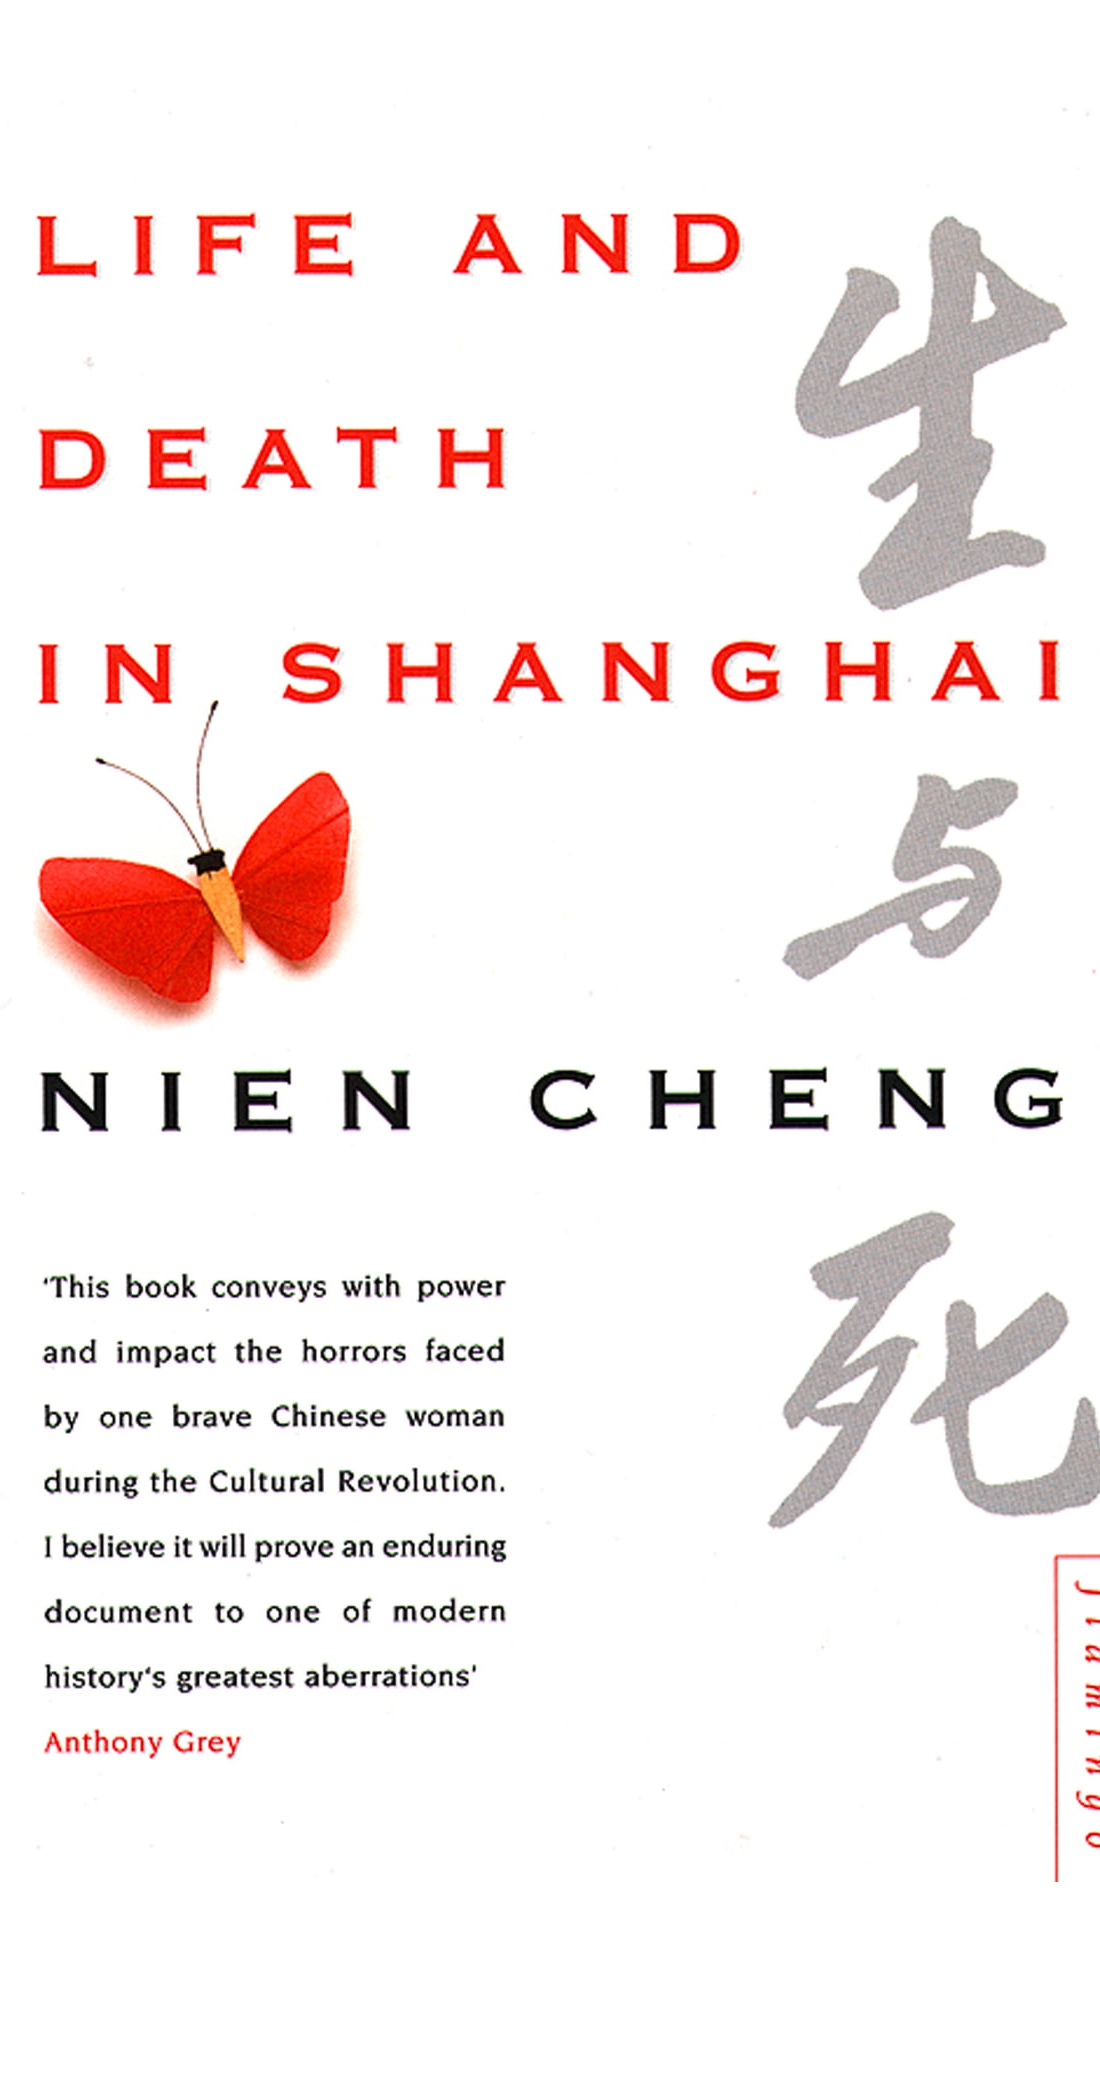 LIFE AND
DEATH
IN SHANGHAI
生
与
死
NIEN CHENG
'This book conveys with power
and impact the horrors faced
by one brave Chinese woman
during the Cultural Revolution.
I believe it will prove an enduring
document to one of modern
history's greatest aberrations'
Anthony Grey
flamingo